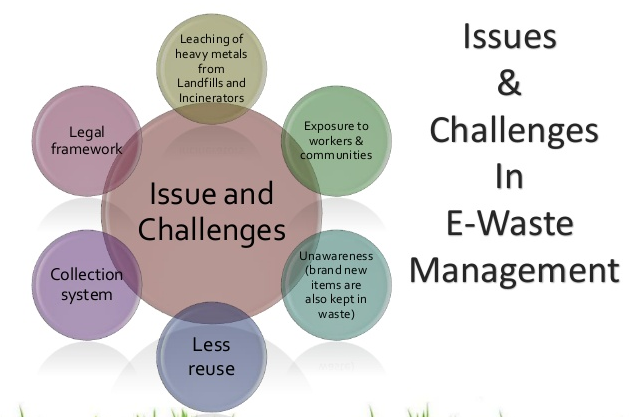 Leaching of
heavy metals
from
Landfills and
Incinerators
Exposure to
workers &
communities
Unawareness
(brand new
items are
also kept in
waste)
Less
reuse
Collection
system
Legal
framework
Issue and
Challenges
Issues
&
Challenges
In
E-Waste
Management